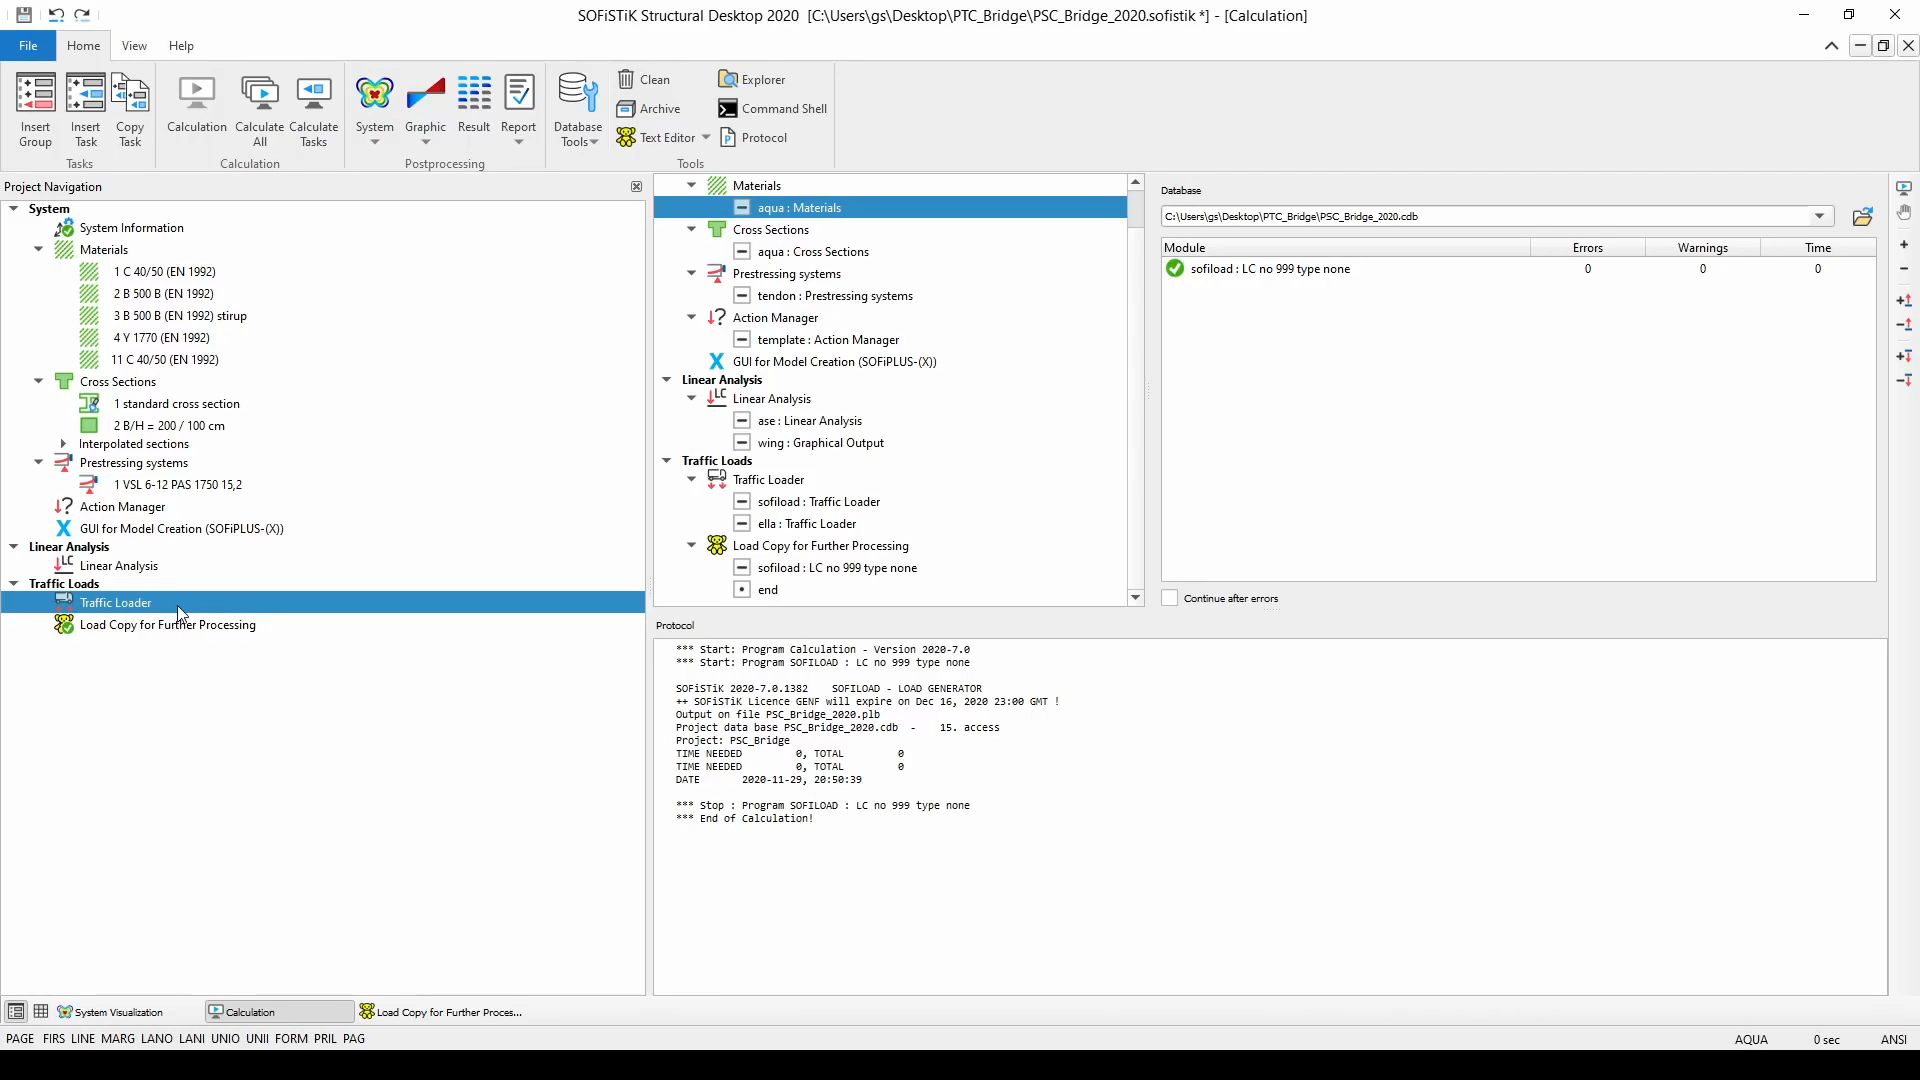 SOFiSTiK Structural Desktop 2020 [C:\Users\gs\Desktop\PTC_Bridge\PSC_Bridge_2020.sofistik *] - [Calculation]
File Home View Help
Insert Group
Insert Task
Copy Task
Tasks
Calculation
Calculate All
Calculate Tasks
Calculation
System
Graphic
Result
Report
Postprocessing
Database Tools
Clean
Archive
Text Editor
Explorer
Command Shell
Protocol
Tools
Project Navigation
System
System Information
Materials
1 C 40/50 (EN 1992)
2 B 500 B (EN 1992)
3 B 500 B (EN 1992) stirup
4 Y 1770 (EN 1992)
11 C 40/50 (EN 1992)
Cross Sections
1 standard cross section
2 B/H = 200 / 100 cm
Interpolated sections
Prestressing systems
1 VSL 6-12 PAS 1750 15,2
Action Manager
GUI for Model Creation (SOFiPLUS-(X))
Linear Analysis
Linear Analysis
Traffic Loads
Traffic Loader
Load Copy for Further Processing
Materials
aqua : Materials
Cross Sections
aqua : Cross Sections
Prestressing systems
tendon : Prestressing systems
Action Manager
template : Action Manager
GUI for Model Creation (SOFiPLUS-(X))
Linear Analysis
Linear Analysis
ase : Linear Analysis
wing : Graphical Output
Traffic Loads
Traffic Loader
sofiload : Traffic Loader
ella : Traffic Loader
Load Copy for Further Processing
sofiload : LC no 999 type none
end
Database
C:\Users\gs\Desktop\PTC_Bridge\PSC_Bridge_2020.cdb
Module Errors Warnings Time
sofiload : LC no 999 type none 0 0 0
Continue after errors
Protocol
*** Start: Program Calculation - Version 2020-7.0
*** Start: Program SOFILOAD : LC no 999 type none
SOFiSTiK 2020-7.0.1382 SOFILOAD - LOAD GENERATOR
++ SOFiSTiK Licence GENF will expire on Dec 16, 2020 23:00 GMT !
Output on file PSC_Bridge_2020.plb
Project data base PSC_Bridge_2020.cdb - 15. access
Project: PSC_Bridge
TIME NEEDED 0, TOTAL 0
TIME NEEDED 0, TOTAL 0
DATE 2020-11-29, 20:50:39
*** Stop : Program SOFILOAD : LC no 999 type none
*** End of Calculation!
System Visualization Calculation Load Copy for Further Proces...
PAGE FIRS LINE MARG LANO LANI UNIO UNII FORM PRIL PAG
AQUA 0 sec ANSI